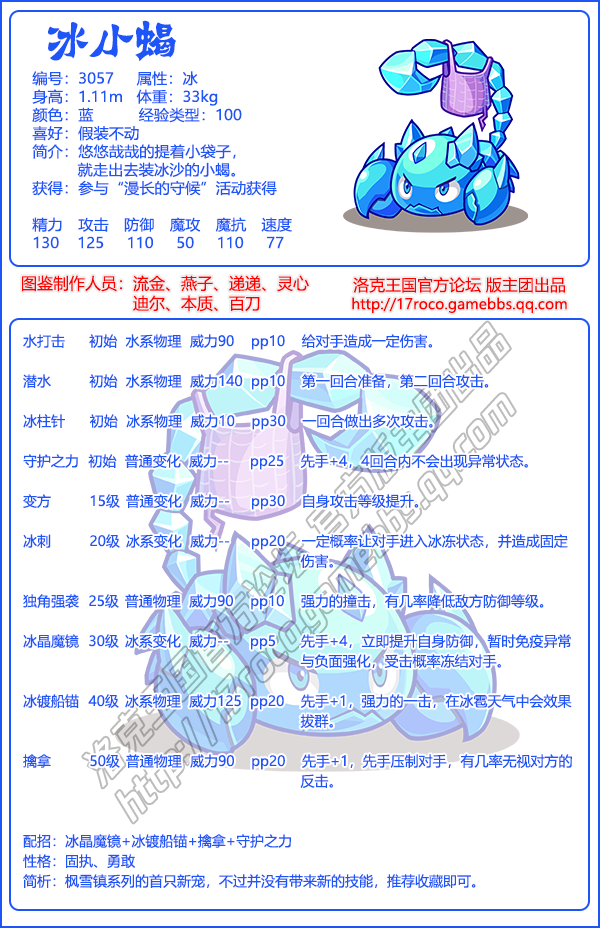 冰小蝎
编号：3057 属性：冰
身高：1.11m 体重：33kg
颜色：蓝 经验类型：100
喜好：假装不动
简介：悠悠哉哉的提着小袋子，
就走出去装冰沙的小蝎。
获得：参与“漫长的守候”活动获得
精力 攻击 防御 魔攻 魔抗 速度
130 125 110 50 110 77
图鉴制作人员：流金、燕子、递递、灵心
迪尔、本质、百刀
洛克王国官方论坛 版主团出品
http://17roco.gamebbs.qq.com
水打击 初始 水系物理 威力90 pp10 给对手造成一定伤害。
潜水 初始 水系物理 威力140 pp10 第一回合准备，第二回合攻击。
冰柱针 初始 冰系物理 威力10 pp30 一回合做出多次攻击。
守护之力 初始 普通变化 威力-- pp25 先手+4，4回合内不会出现异常状态。
变方 15级 普通变化 威力-- pp30 自身攻击等级提升。
冰刺 20级 冰系变化 威力-- pp20 一定概率让对手进入冰冻状态，并造成固定
伤害。
独角强袭 25级 普通物理 威力90 pp10 强力的撞击，有几率降低敌方防御等级。
冰晶魔镜 30级 冰系变化 威力-- pp5 先手+4，立即提升自身防御，暂时免疫异常
与负面强化，受击概率冻结对手。
冰镀船锚 40级 冰系物理 威力125 pp20 先手+1，强力的一击，在冰雹天气中会效果
拔群。
擒拿 50级 普通物理 威力90 pp20 先手+1，先手压制对手，有几率无视对方的
反击。
洛克王国官方论坛 版主团出品
http://17roco.gamebbs.qq.com
配招：冰晶魔镜+冰镀船锚+擒拿+守护之力
性格：固执、勇敢
简析：枫雪镇系列的首只新宠，不过并没有带来新的技能，推荐收藏即可。